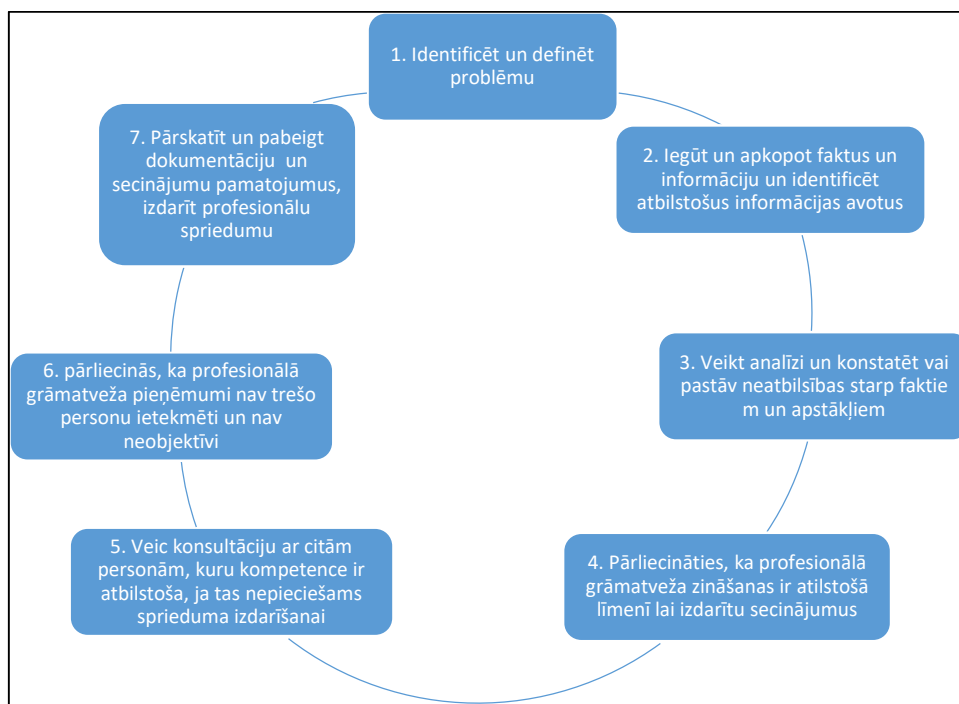 1. Identificēt un definēt
problēmu
2. Iegūt un apkopot faktus un
informāciju un identificēt
atbilstošus informācijas avotus
3. Veikt analīzi un konstatēt vai
pastāv neatbilsības starp faktie
m un apstākļiem
4. Pārliecināties, ka profesionālā
grāmatveža zināšanas ir atilstošā
līmenī lai izdarītu secinājumus
5. Veic konsultāciju ar citām
personām, kuru kompetence ir
atbilstoša, ja tas nepieciešams
sprieduma izdarīšanai
6. pārliecinās, ka profesionālā
grāmatveža pieņēmumi nav trešo
personu ietekmēti un nav
neobjektīvi
7. Pārskatīt un pabeigt
dokumentāciju un
secinājumu pamatojumus,
izdarīt profesionālu
spriedumu